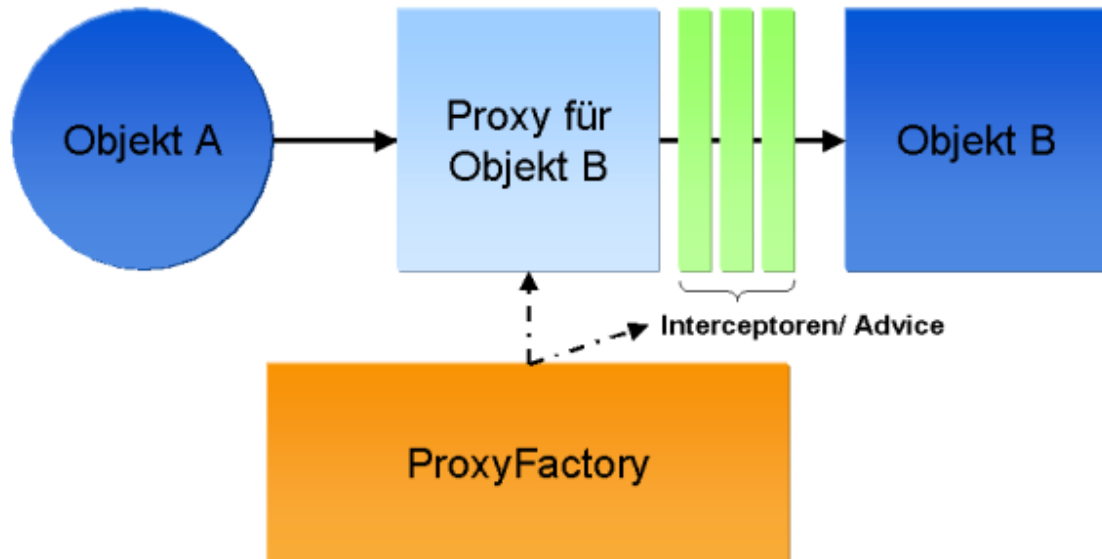 Objekt A
Proxy für
Objekt B
Objekt B
Interceptoren/ Advice
ProxyFactory